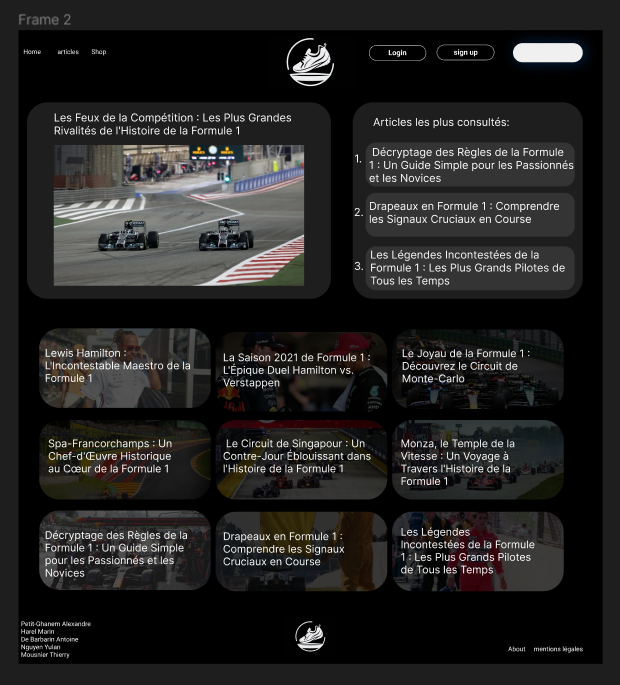 Frame 2
Home articles Shop
Login sign up
Les Feux de la Compétition : Les Plus Grandes
Rivalités de l'Histoire de la Formule 1
Articles les plus consultés:
1. Décryptage des Règles de la Formule
1 : Un Guide Simple pour les Passionnés
et les Novices
2. Drapeaux en Formule 1 : Comprendre
les Signaux Cruciaux en Course
3. Les Légendes Incontestées de la
Formule 1 : Les Plus Grands Pilotes de
Tous les Temps
Lewis Hamilton :
L'Incontestable Maestro de la
Formule 1
La Saison 2021 de Formule 1 :
L'Épique Duel Hamilton vs.
Verstappen
Le Joyau de la Formule 1 :
Découvrez le Circuit de
Monte-Carlo
Spa-Francorchamps : Un
Chef-d'Œuvre Historique
au Cœur de la Formule 1
Le Circuit de Singapour : Un
Contre-Jour Éblouissant dans
l'Histoire de la Formule 1
Monza, le Temple de la
Vitesse : Un Voyage à
Travers l'Histoire de la
Formule 1
Décryptage des Règles de la
Formule 1 : Un Guide Simple
pour les Passionnés et les
Novices
Drapeaux en Formule 1 :
Comprendre les Signaux
Cruciaux en Course
Les Légendes
Incontestées de la Formule
1 : Les Plus Grands Pilotes
de Tous les Temps
Petit-Ghanem Alexandre
Harel Marin
De Barbarin Antoine
Nguyen Yulan
Mousnier Thierry
About mentions légales